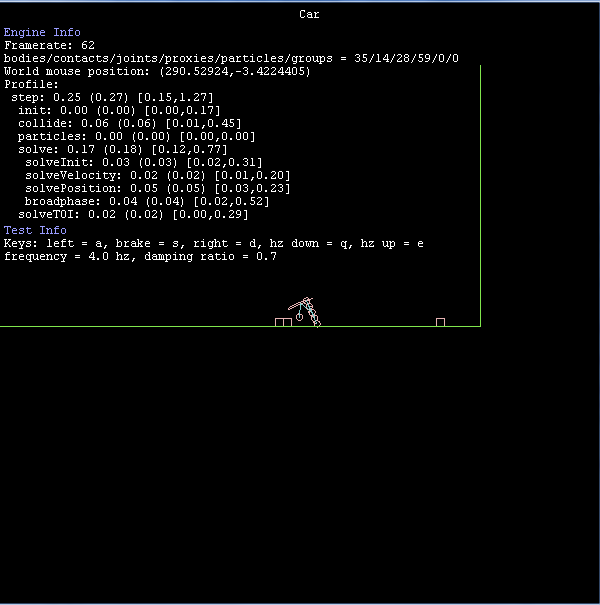 Car
Engine Info
Framerate: 62
bodies/contacts/joints/proxies/particles/groups = 35/14/28/59/0/0
World mouse position: (290.52924,-3.4224405)
Profile:
step: 0.25 (0.27) [0.15,1.27]
init: 0.00 (0.00) [0.00,0.17]
collide: 0.06 (0.06) [0.01,0.45]
particles: 0.00 (0.00) [0.00,0.00]
solve: 0.17 (0.18) [0.12,0.77]
solveInit: 0.03 (0.03) [0.02,0.31]
solveVelocity: 0.02 (0.02) [0.01,0.20]
solvePosition: 0.05 (0.05) [0.03,0.23]
broadphase: 0.04 (0.04) [0.02,0.52]
solveTOI: 0.02 (0.02) [0.00,0.29]
Test Info
Keys: left = a, brake = s, right = d, hz down = q, hz up = e
frequency = 4.0 hz, damping ratio = 0.7